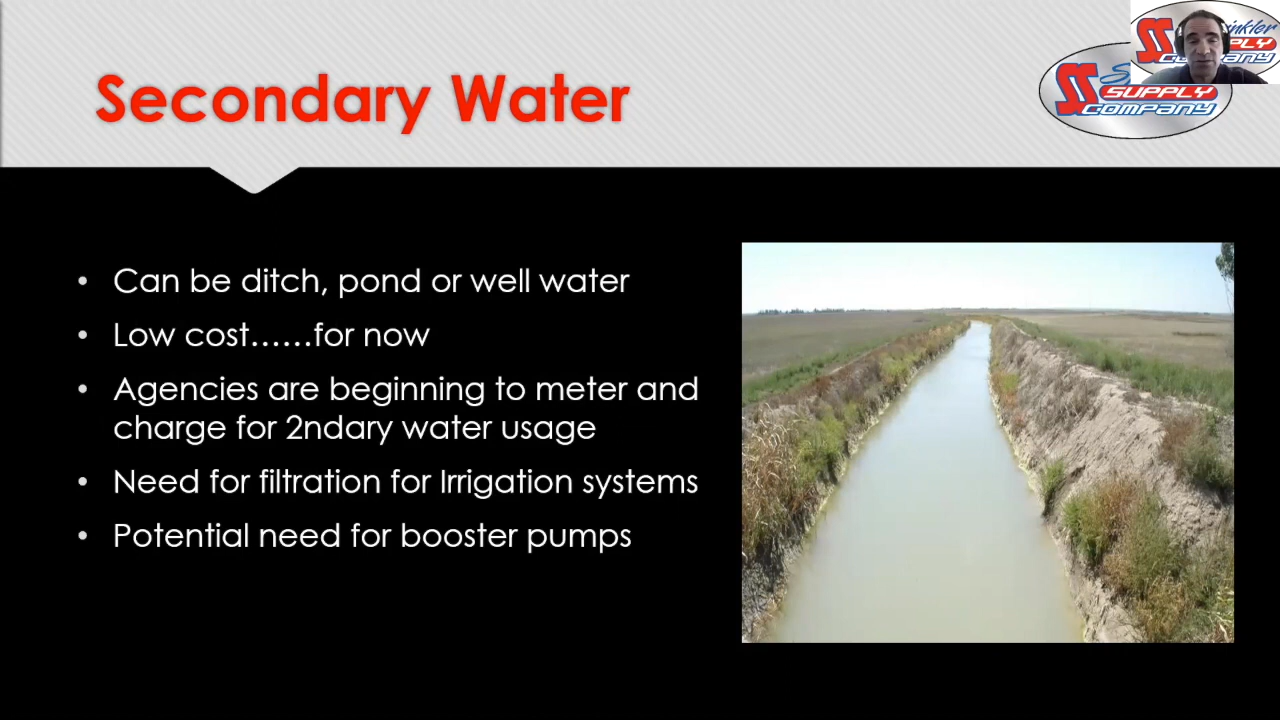 Secondary Water
SUPPLY
COMPANY
• Can be ditch, pond or well water
• Low cost......for now
• Agencies are beginning to meter and
charge for 2ndary water usage
• Need for filtration for Irrigation systems
• Potential need for booster pumps